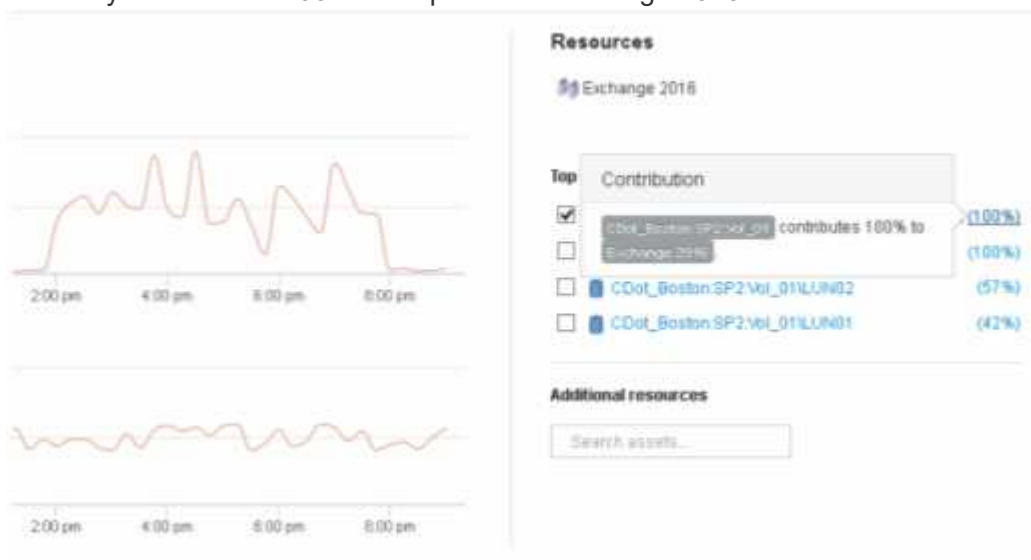 Resources
Exchange 2016
Top
Contribution
CDot_Boston:SP2:Vol_01 contributes 100% to
Exchange 2016
(100%)
(100%)
CDot_Boston:SP2:Vol_01\LUN02 (57%)
CDot_Boston:SP2:Vol_01\LUN01 (42%)
Additional resources
Search assets...
2:00 pm 4:00 pm 6:00 pm 8:00 pm
2:00 pm 4:00 pm 6:00 pm 8:00 pm